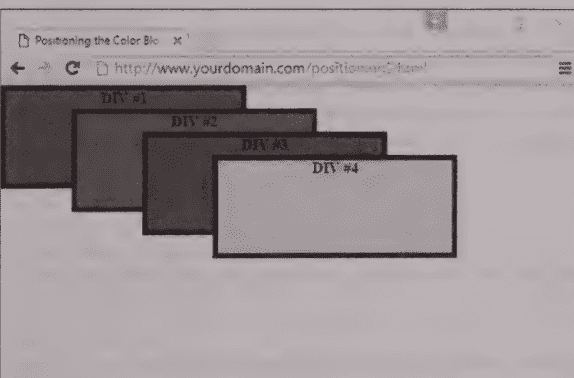 Positioning the Color Blo
http://www.yourdomain.com/
DIV #1
DIV #2
DIV #3
DIV #4